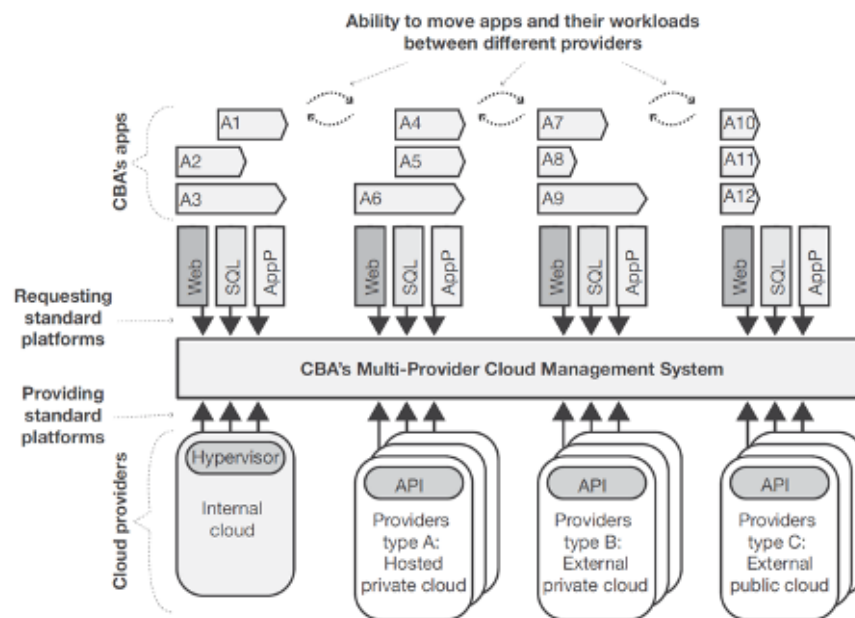 Ability to move apps and their workloads
between different providers
CBA's apps
A1
A2
A3
A4
A5
A6
A7
A8
A9
A10
A11
A12
Web
SQL
AppP
Web
SQL
AppP
Web
SQL
AppP
Web
SQL
AppP
Requesting
standard
platforms
CBA's Multi-Provider Cloud Management System
Providing
standard
platforms
Cloud providers
Hypervisor
Internal
cloud
API
Providers
type A:
Hosted
private cloud
API
Providers
type B:
External
private cloud
API
Providers
type C:
External
public cloud